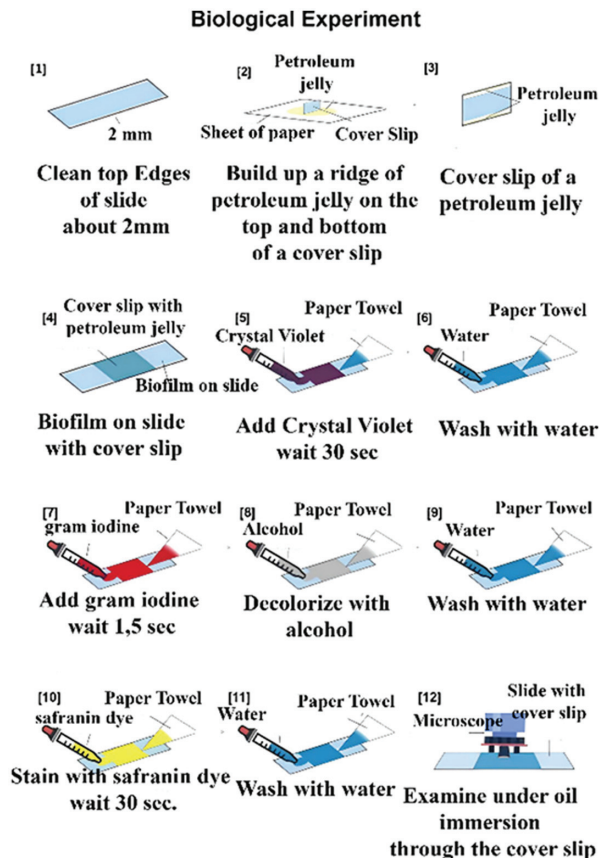 Biological Experiment
[1]
2 mm
Clean top Edges
of slide
about 2mm
[2]
Petroleum
jelly
Sheet of paper
Cover Slip
Build up a ridge of
petroleum jelly on the
top and bottom
of a cover slip
[3]
Petroleum
jelly
Cover slip of a
petroleum jelly
[4]
Cover slip with
petroleum jelly
Biofilm on slide
Biofilm on slide
with cover slip
[5]
Paper Towel
Crystal Violet
Add Crystal Violet
wait 30 sec
[6]
Paper Towel
Water
Wash with water
[7]
Paper Towel
gram iodine
Add gram iodine
wait 1,5 sec
[8]
Paper Towel
Alcohol
Decolorize with
alcohol
[9]
Paper Towel
Water
Wash with water
[10]
Paper Towel
safranin dye
Stain with safranin dye
wait 30 sec.
[11]
Paper Towel
Water
Wash with water
[12]
Slide with
cover slip
Microscope
Examine under oil
immersion
through the cover slip